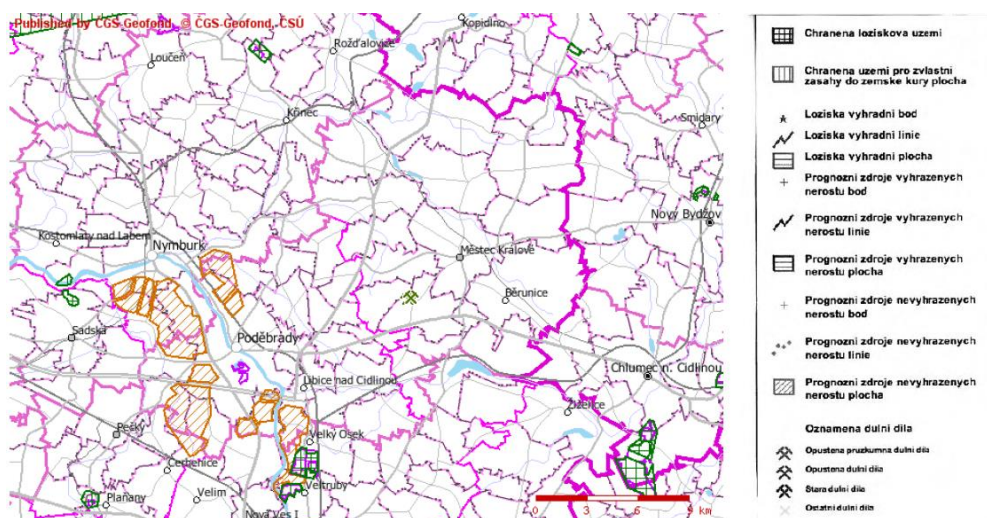 Published by ČGS-Geofond, © ČGS-Geofond, ČSÚ
Kopidlno
Rožďalovice
Loučeň
Křinec
Smidary
Nový Bydžov
Kostomlaty nad Labem
Nymburk
Městec Králové
Běrunice
Sadská
Poděbrady
Libice nad Cidlinou
Chlumec n. Cidlinou
Žiželice
Pečky
Velký Osek
Cerhenice
Plaňany
Velim
Veltruby
Nová Ves I
0 3 6 9 km
Chranena loziskova uzemi
Chranena uzemi pro zvlastni
zasahy do zemske kury plocha
Loziska vyhradni bod
Loziska vyhradni linie
Loziska vyhradni plocha
Prognozni zdroje vyhrazenych
nerostu bod
Prognozni zdroje vyhrazenych
nerostu linie
Prognozni zdroje vyhrazenych
nerostu plocha
Prognozni zdroje nevyhrazenych
nerostu bod
Prognozni zdroje nevyhrazenych
nerostu linie
Prognozni zdroje nevyhrazenych
nerostu plocha
Oznamena dulni dila
Opustena pruzkumna dulni dila
Opustena dulni dila
Stara dulni dila
Ostatni dulni dila